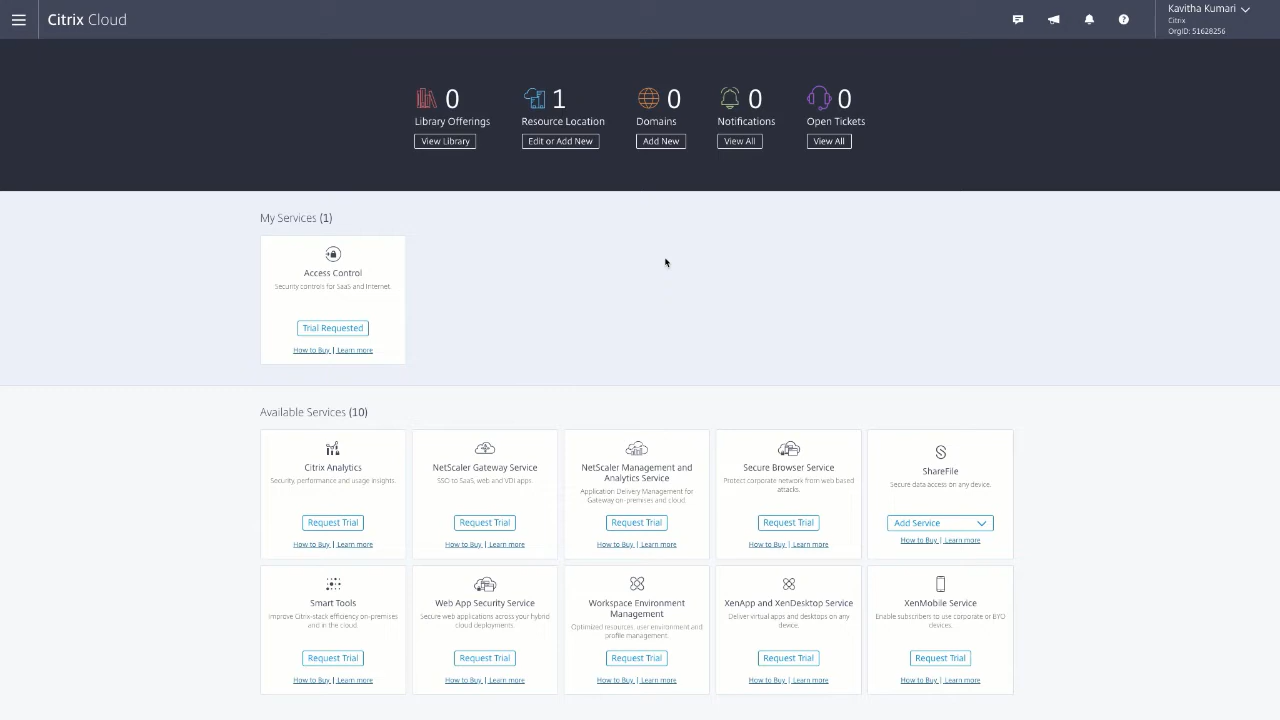 Citrix Cloud
Kavitha Kumari
Citrix
OrgID: 51628256
0 1 0 0 0
Library Offerings Resource Location Domains Notifications Open Tickets
View Library Edit or Add New Add New View All View All
My Services (1)
Access Control
Security controls for SaaS and Internet.
Trial Requested
How to Buy | Learn more
Available Services (10)
Citrix Analytics
Security, performance and usage insights.
Request Trial
How to Buy | Learn more
NetScaler Gateway Service
SSO to SaaS, web and VDI apps.
Request Trial
How to Buy | Learn more
NetScaler Management and
Analytics Service
Application Delivery Management for
Gateway on-premises and cloud.
Request Trial
How to Buy | Learn more
Secure Browser Service
Protect corporate network from web based
attacks.
Request Trial
How to Buy | Learn more
ShareFile
Secure data access on any device.
Add Service
How to Buy | Learn more
Smart Tools
Improve Citrix-stack efficiency on-premises
and in the cloud.
Request Trial
How to Buy | Learn more
Web App Security Service
Secure web applications across your hybrid
cloud deployments.
Request Trial
How to Buy | Learn more
Workspace Environment
Management
Optimized resources, user environment and
profile management.
Request Trial
How to Buy | Learn more
XenApp and XenDesktop Service
Deliver virtual apps and desktops on any
device.
Request Trial
How to Buy | Learn more
XenMobile Service
Enable subscribers to use corporate or BYO
devices.
Request Trial
How to Buy | Learn more